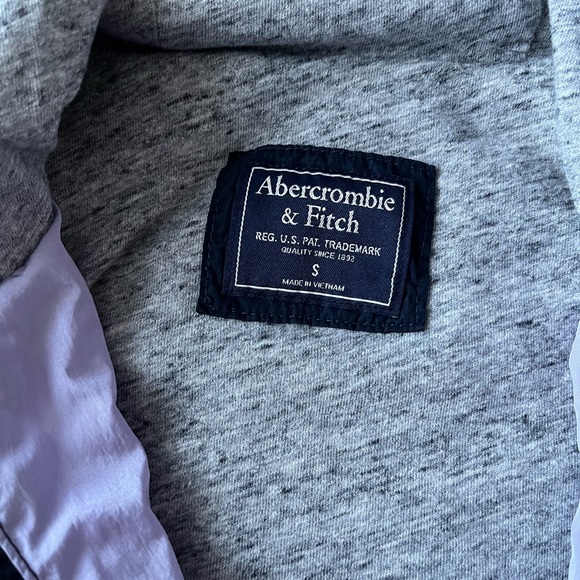 Abercrombie
& Fitch
REG. U.S. PAT. TRADEMARK
QUALITY SINCE 1892
S
MADE IN VIETNAM